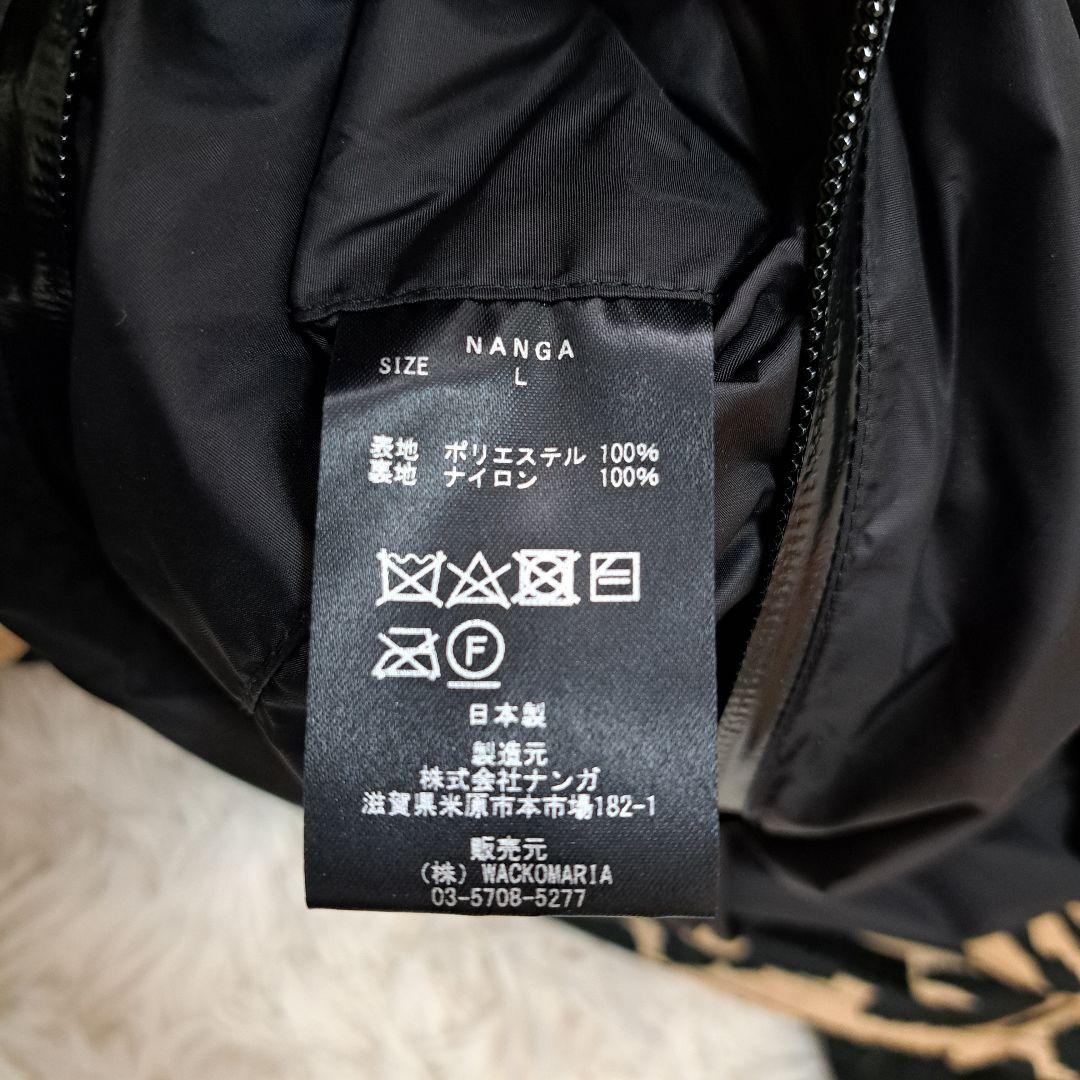 NANGA
SIZE L
表地 ポリエステル 100%
裏地 ナイロン 100%
F
日本製
製造元
株式会社ナンガ
滋賀県米原市本市場182-1
販売元
(株) WACKOMARIA
03-5708-5277